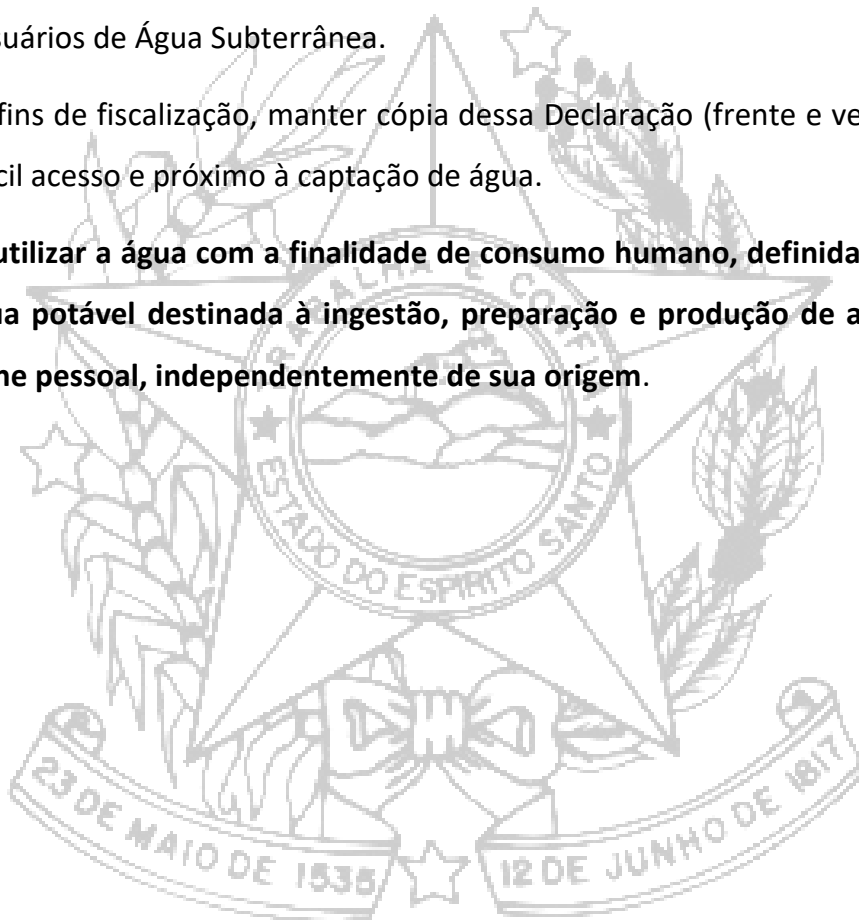 suários de Água Subterrânea.
fins de fiscalização, manter cópia dessa Declaração (frente e ve
cil acesso e próximo à captação de água.
utilizar a água com a finalidade de consumo humano, definida
ua potável destinada à ingestão, preparação e produção de a
ne pessoal, independentemente de sua origem.
TRABALHA E CONFIA
ESTADO DO ESPIRITO SANTO
23 DE MAIO DE 1535
12 DE JUNHO DE 1817